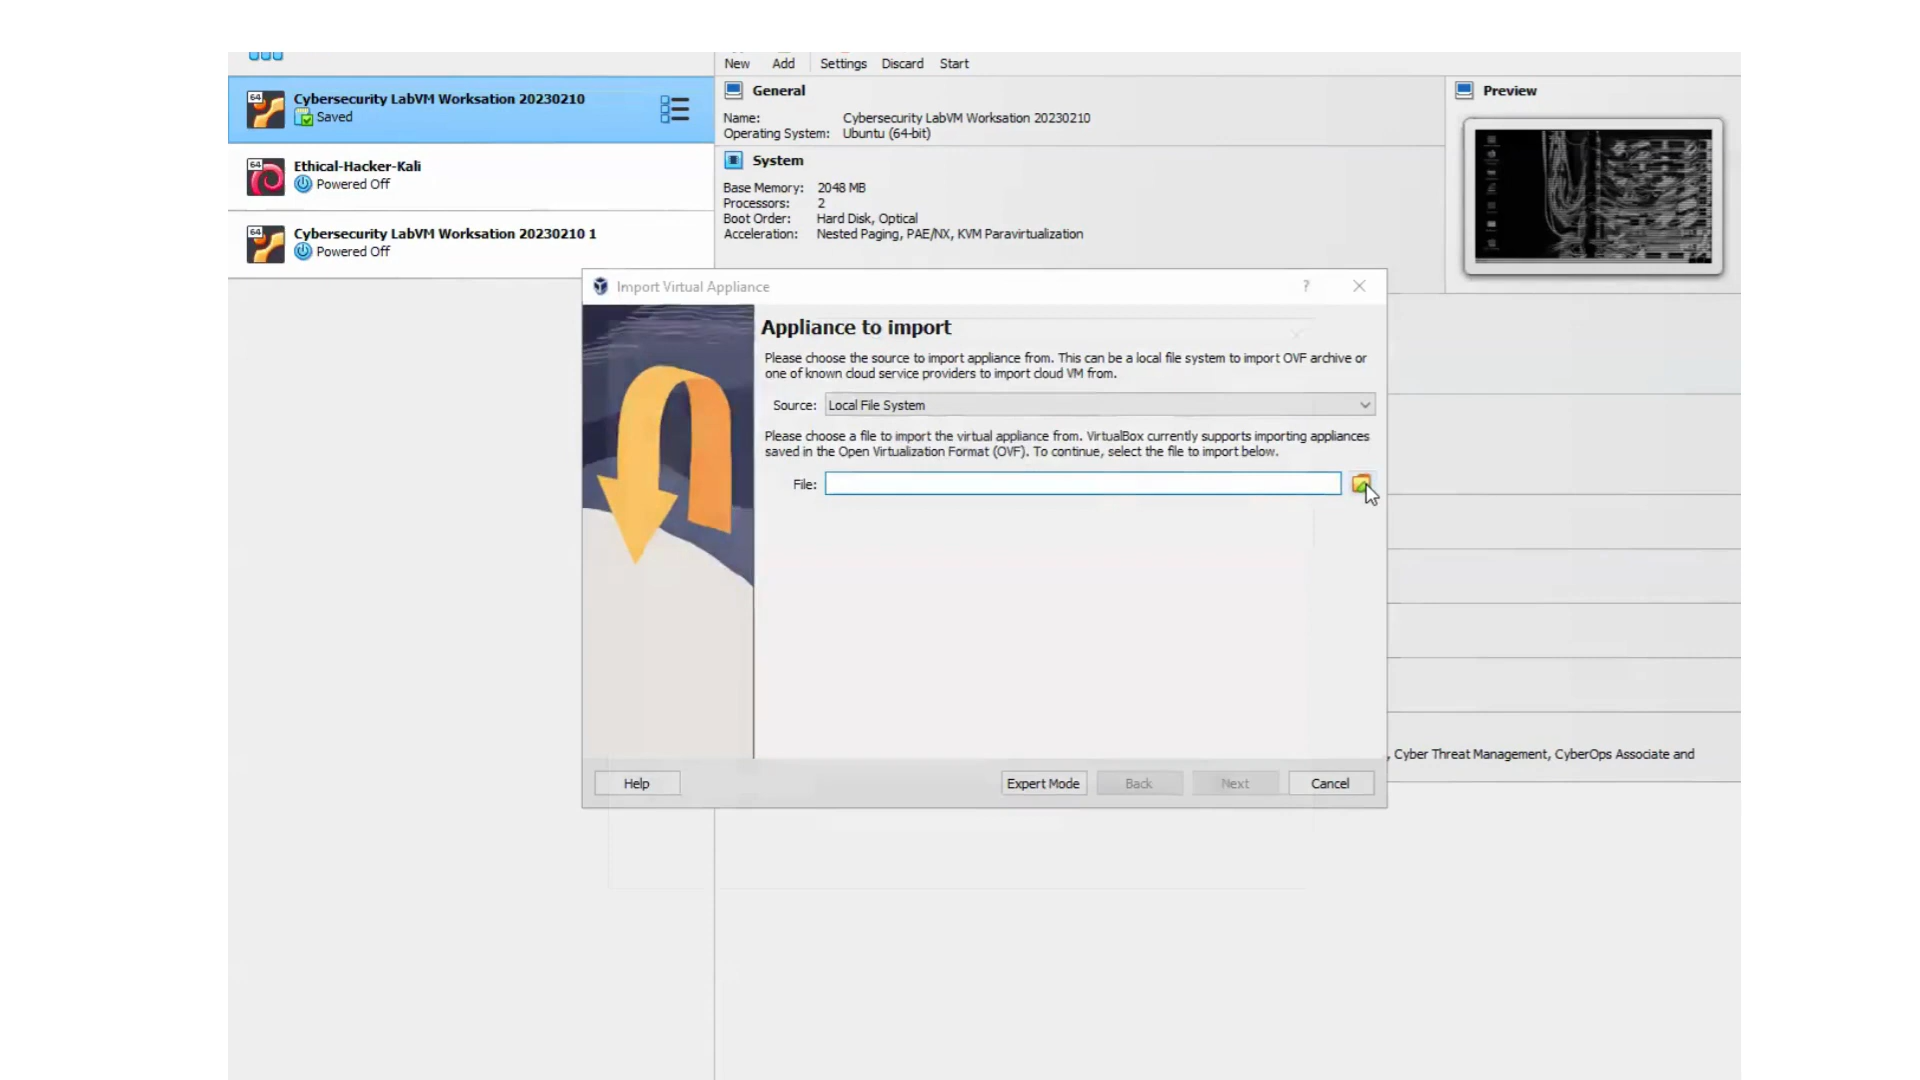 New Add Settings Discard Start
64
Cybersecurity LabVM Worksation 20230210
Saved
64
Ethical-Hacker-Kali
Powered Off
64
Cybersecurity LabVM Worksation 20230210 1
Powered Off
General
Name: Cybersecurity LabVM Worksation 20230210
Operating System: Ubuntu (64-bit)
System
Base Memory: 2048 MB
Processors: 2
Boot Order: Hard Disk, Optical
Acceleration: Nested Paging, PAE/NX, KVM Paravirtualization
Preview
Import Virtual Appliance ?
Appliance to import
Please choose the source to import appliance from. This can be a local file system to import OVF archive or
one of known cloud service providers to import cloud VM from.
Source: Local File System
Please choose a file to import the virtual appliance from. VirtualBox currently supports importing appliances
saved in the Open Virtualization Format (OVF). To continue, select the file to import below.
File:
Help Expert Mode Back Next Cancel
, Cyber Threat Management, CyberOps Associate and